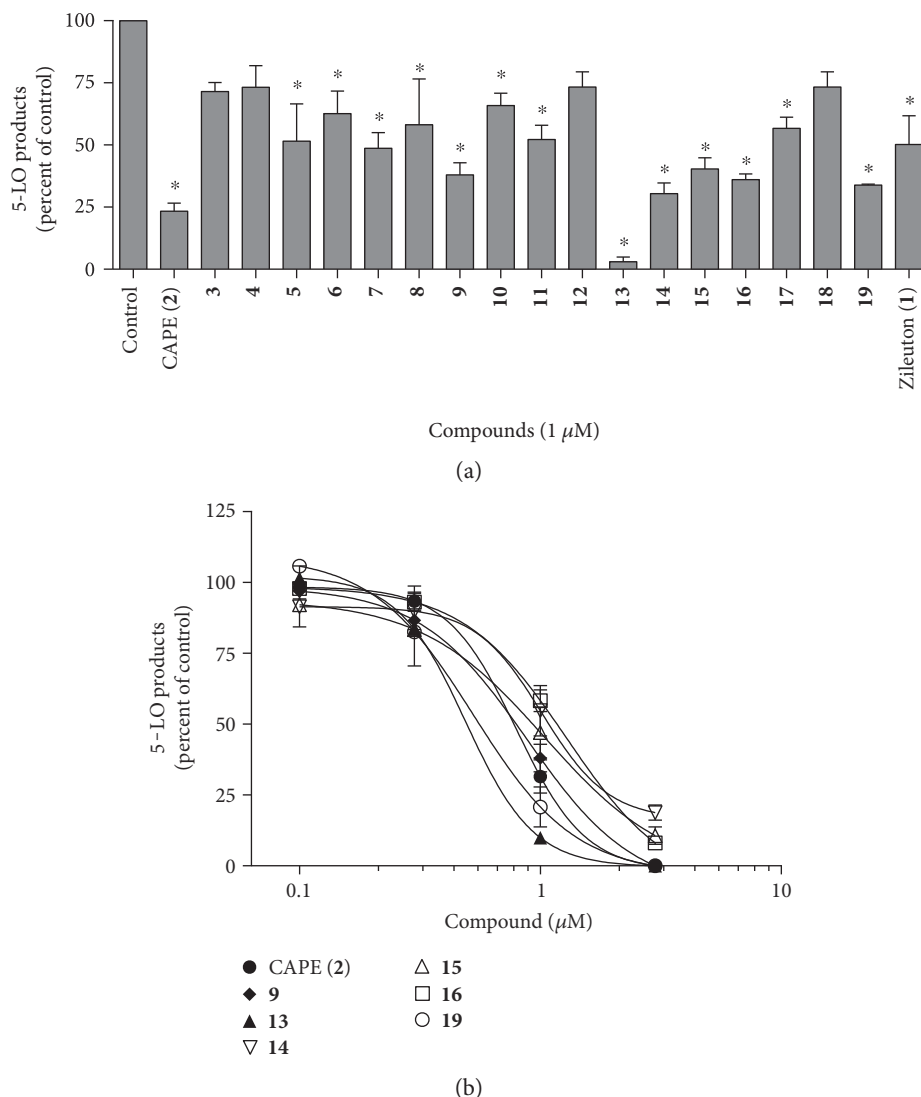 5-LO products
(percent of control)
100
75
50
25
0
* * * * * * * * * * * * * * *
Control
CAPE (2)
3
4
5
6
7
8
9
10
11
12
13
14
15
16
17
18
19
Zileuton (1)
Compounds (1 μM)
(a)
5-LO products
(percent of control)
125
100
75
50
25
0
0.1 1 10
Compound (μM)
CAPE (2) 15
9 16
13 19
14
(b)